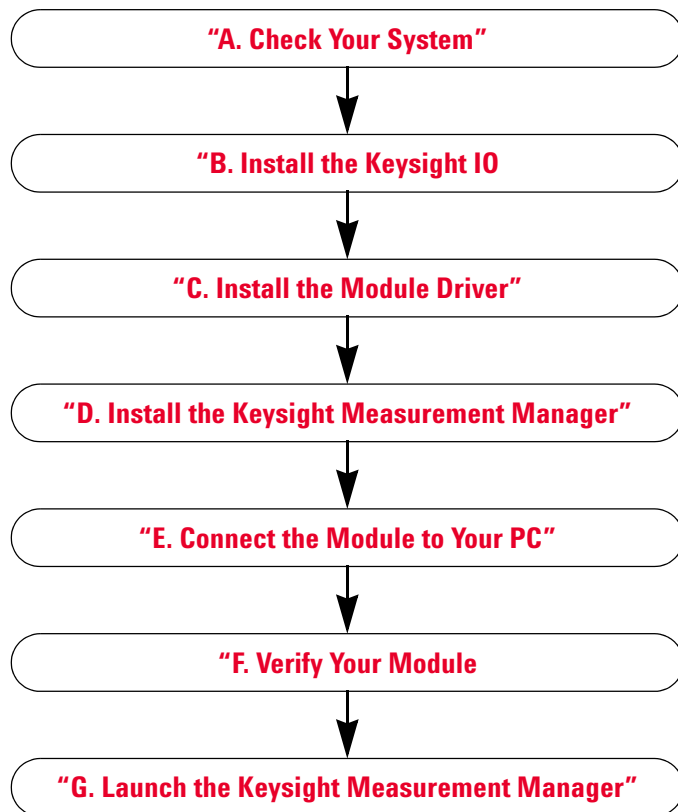 “A. Check Your System”
“B. Install the Keysight IO
“C. Install the Module Driver”
“D. Install the Keysight Measurement Manager”
“E. Connect the Module to Your PC”
“F. Verify Your Module
“G. Launch the Keysight Measurement Manager”